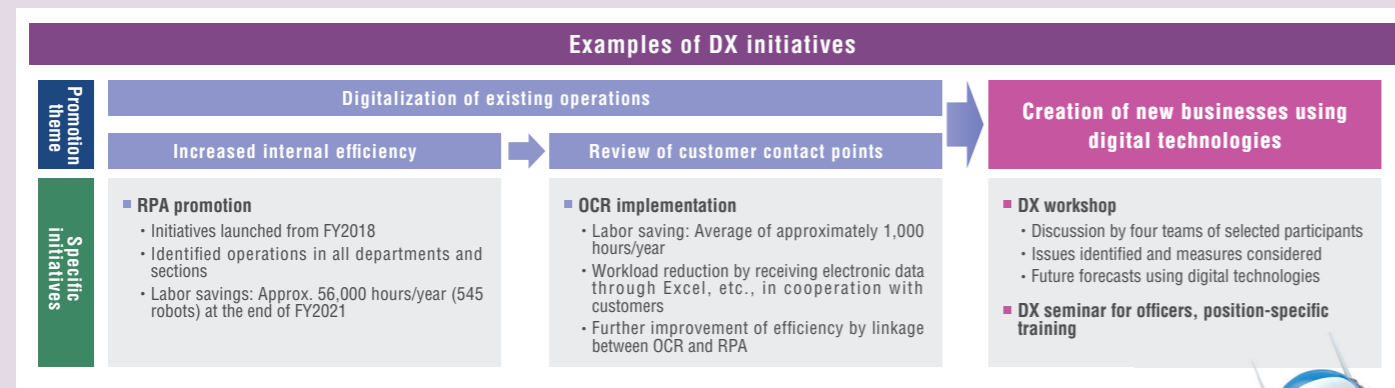 Examples of DX initiatives
Promotion
theme
Digitalization of existing operations
Increased internal efficiency
Review of customer contact points
Creation of new businesses using
digital technologies
Specific
initiatives
■ RPA promotion
・Initiatives launched from FY2018
・Identified operations in all departments and
sections
・Labor savings: Approx. 56,000 hours/year (545
robots) at the end of FY2021
■ OCR implementation
・Labor saving: Average of approximately 1,000
hours/year
・Workload reduction by receiving electronic data
through Excel, etc., in cooperation with
customers
・Further improvement of efficiency by linkage
between OCR and RPA
■ DX workshop
・Discussion by four teams of selected participants
・Issues identified and measures considered
・Future forecasts using digital technologies
■ DX seminar for officers, position-specific
training